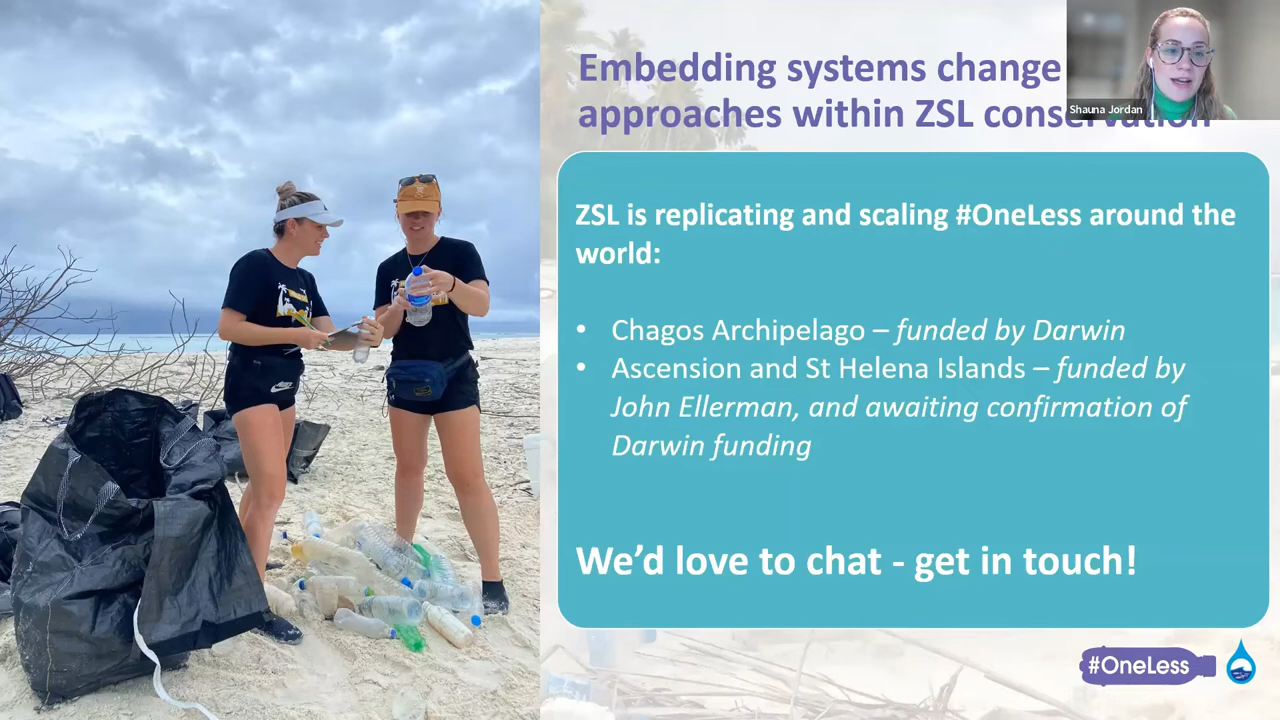 Embedding systems change
approaches within ZSL conservation
Shauna Jordan
ZSL is replicating and scaling #OneLess around the
world:
• Chagos Archipelago – funded by Darwin
• Ascension and St Helena Islands – funded by
John Ellerman, and awaiting confirmation of
Darwin funding
We’d love to chat - get in touch!
#OneLess